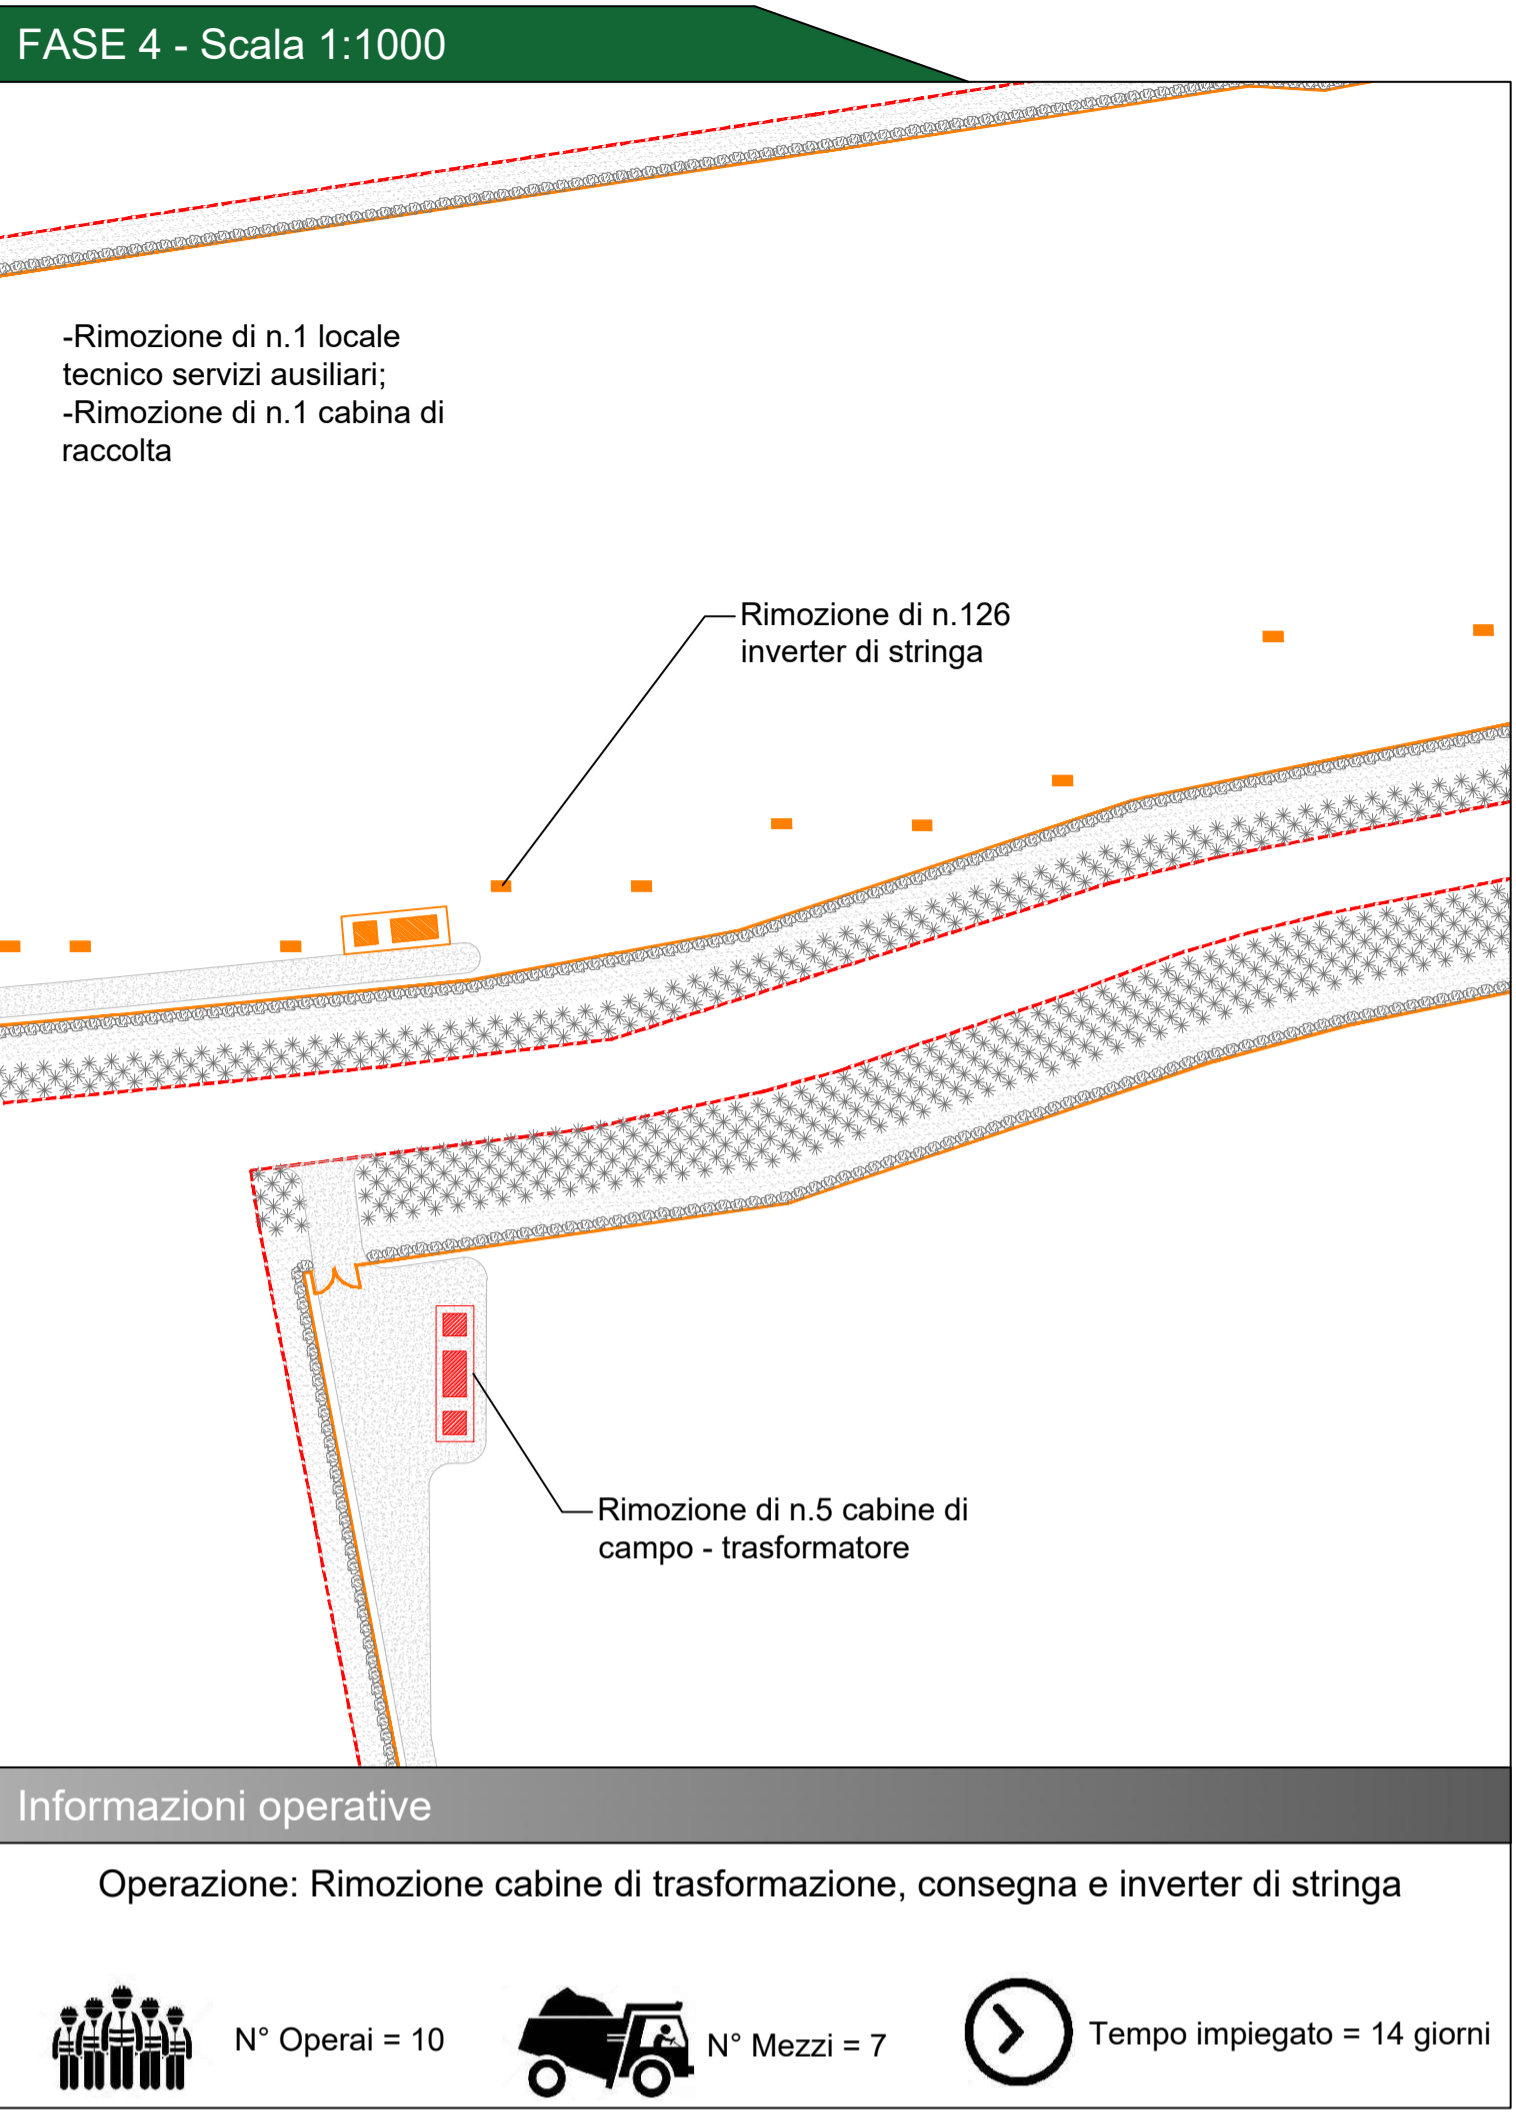 FASE 4 - Scala 1:1000
-Rimozione di n.1 locale
tecnico servizi ausiliari;
-Rimozione di n.1 cabina di
raccolta
Rimozione di n.126
inverter di stringa
Rimozione di n.5 cabine di
campo - trasformatore
Informazioni operative
Operazione: Rimozione cabine di trasformazione, consegna e inverter di stringa
N° Operai = 10
N° Mezzi = 7
Tempo impiegato = 14 giorni